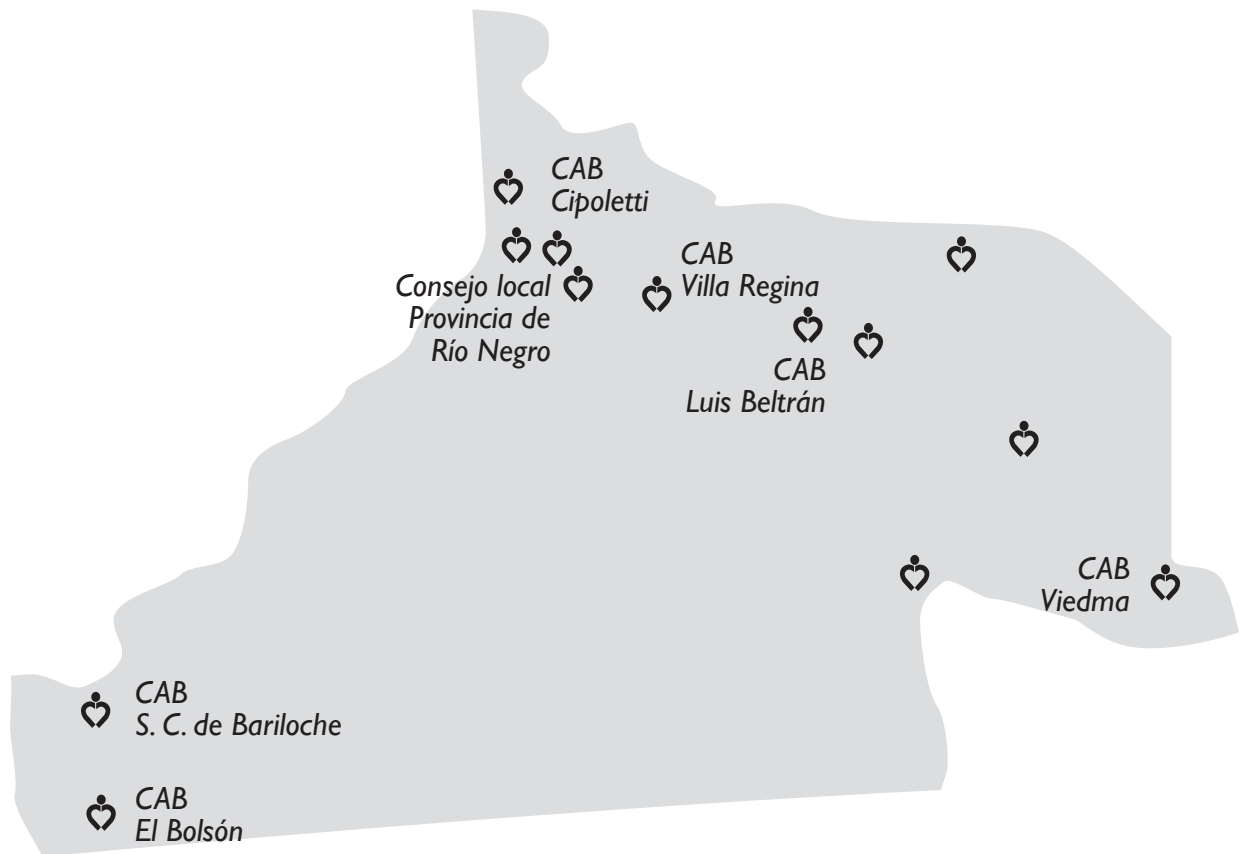 CAB
Cipoletti
CAB
Villa Regina
Consejo local
Provincia de
Río Negro
CAB
Luis Beltrán
CAB
Viedma
CAB
S. C. de Bariloche
CAB
El Bolsón